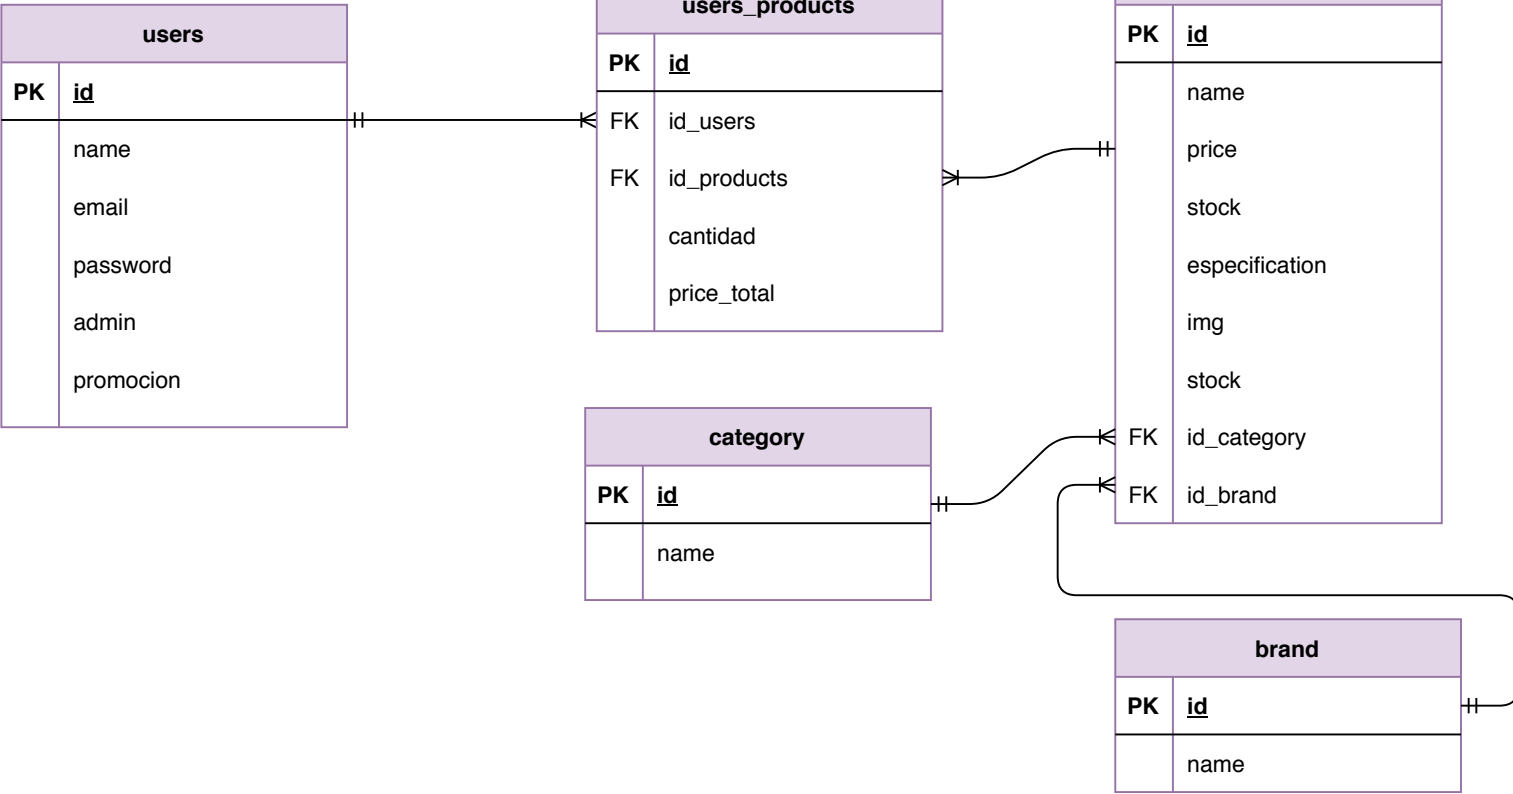 users
PK id
name
email
password
admin
promocion
users_products
PK id
FK id_users
FK id_products
cantidad
price_total
PK id
name
price
stock
especification
img
stock
FK id_category
FK id_brand
category
PK id
name
brand
PK id
name